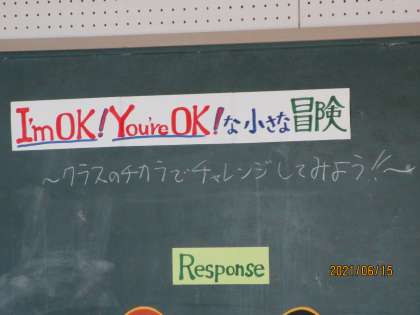 I'm OK! You're OK!な小さな冒険
～クラスのチカラでチャレンジしてみよう!!～
Response
2021/06/15